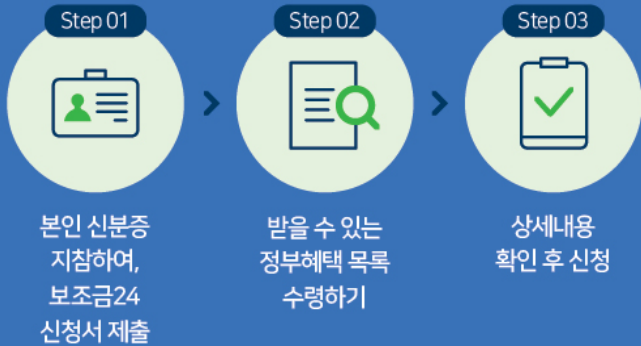 Step 01
본인 신분증
지참하여,
보조금24
신청서 제출
Step 02
받을 수 있는
정부혜택 목록
수령하기
Step 03
상세내용
확인 후 신청